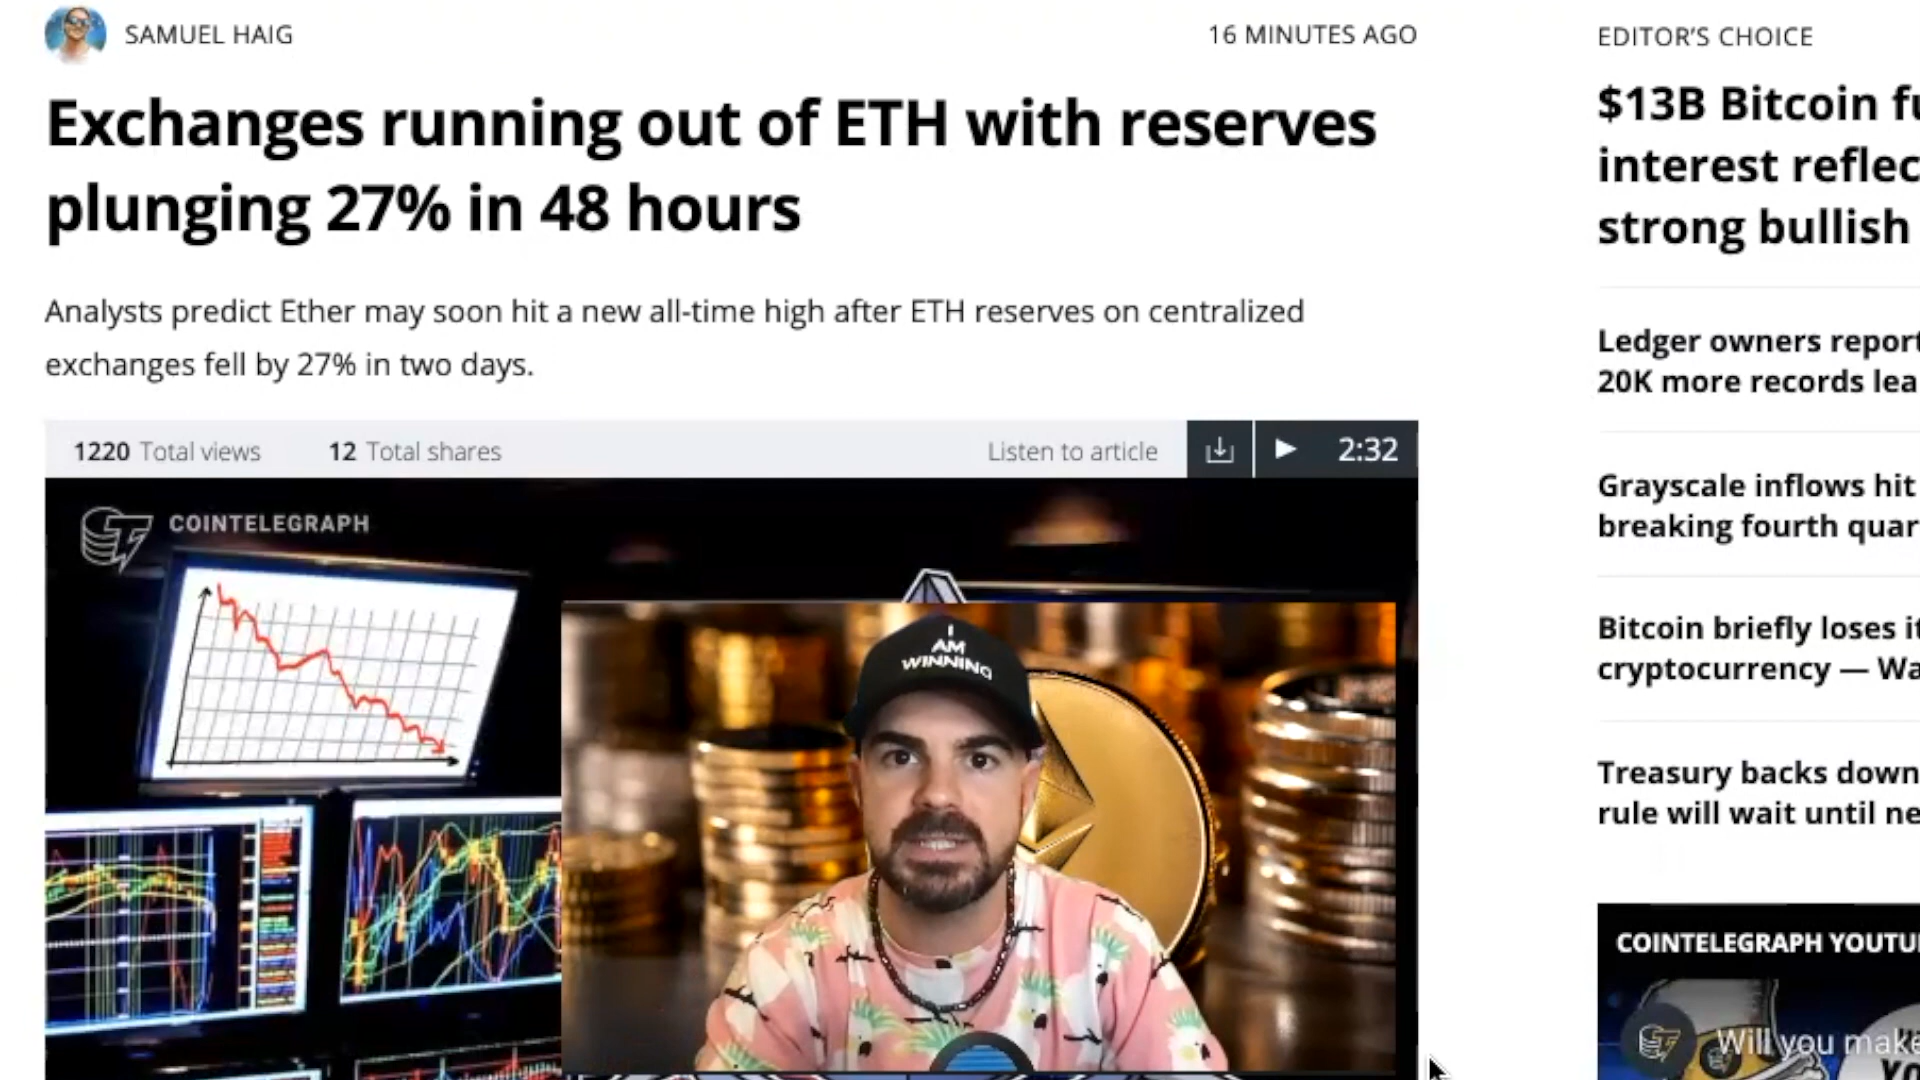 SAMUEL HAIG
16 MINUTES AGO
Exchanges running out of ETH with reserves
plunging 27% in 48 hours
Analysts predict Ether may soon hit a new all-time high after ETH reserves on centralized
exchanges fell by 27% in two days.
1220 Total views
12 Total shares
Listen to article
2:32
COINTELEGRAPH
I
AM
WINNING
EDITOR'S CHOICE
$13B Bitcoin fu
interest reflec
strong bullish
Ledger owners report
20K more records lea
Grayscale inflows hit
breaking fourth quar
Bitcoin briefly loses it
cryptocurrency — Wa
Treasury backs down
rule will wait until ne
COINTELEGRAPH YOUTU
Will you make
YO